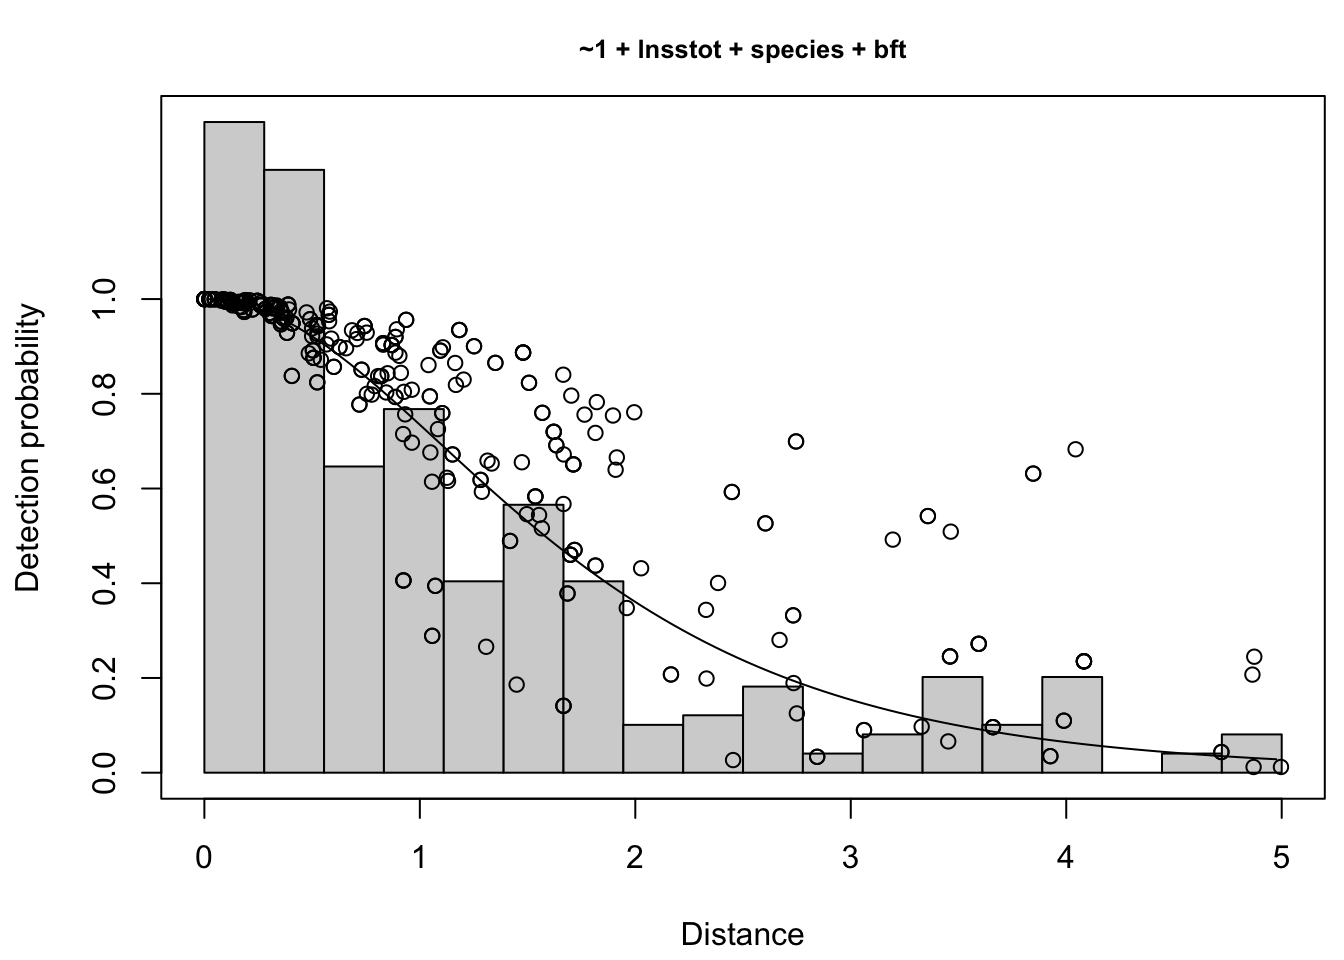 ~1 + lnsstot + species + bft
Detection probability
1.0
0.8
0.6
0.4
0.2
0.0
0 1 2 3 4 5
Distance